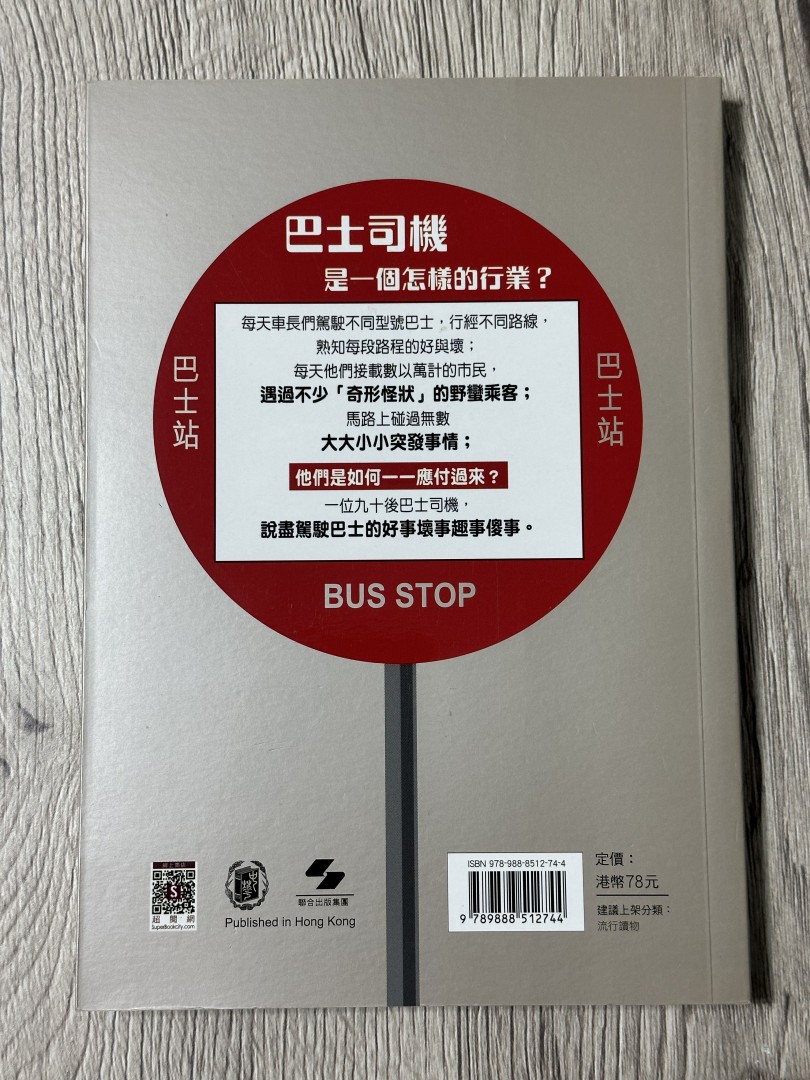 巴士司機
是一個怎樣的行業？
每天車長們駕駛不同型號巴士，行經不同路線，
熟知每段路程的好與壞；
每天他們接載數以萬計的市民，
遇過不少「奇形怪狀」的野蠻乘客；
馬路上碰過無數
大大小小突發事情；
他們是如何一一應付過來？
一位九十後巴士司機，
說盡駕駛巴士的好事壞事趣事傻事。
巴士站
巴士站
BUS STOP
線上商店
S
超閱網
SuperBookcity.com
聯合出版集團
Published in Hong Kong
ISBN 978-988-8512-74-4
9 789888 512744
定價：
港幣78元
建議上架分類：
流行讀物